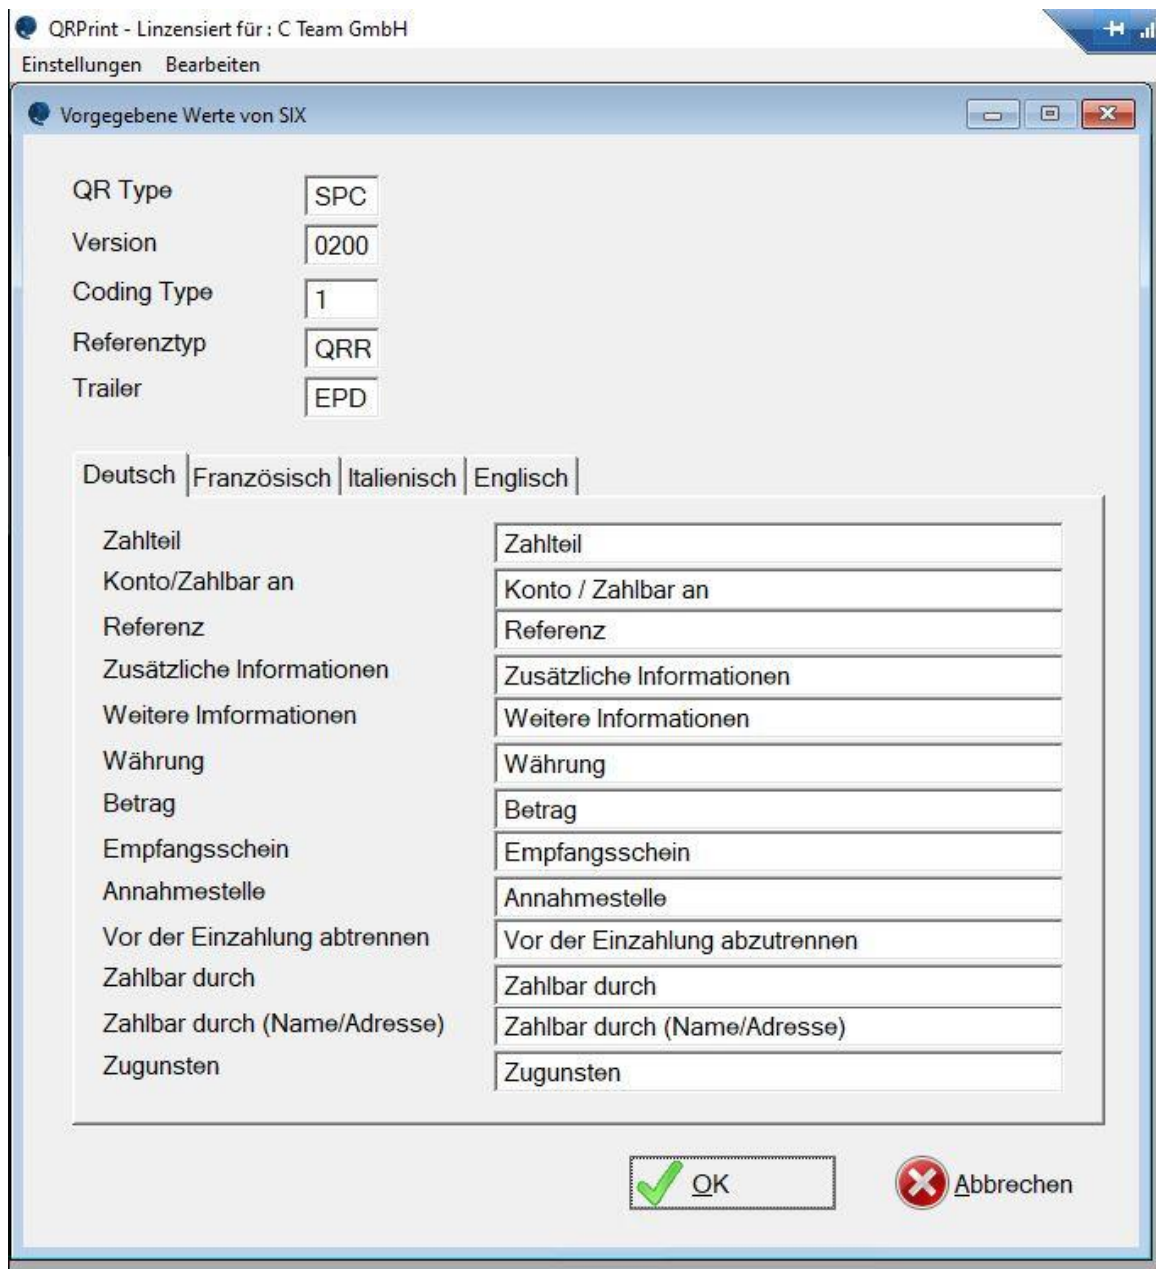 QRPrint - Linzensiert für : C Team GmbH
Einstellungen Bearbeiten
Vorgegebene Werte von SIX
QR Type SPC
Version 0200
Coding Type 1
Referenztyp QRR
Trailer EPD
Deutsch Französisch Italienisch Englisch
Zahlteil Zahlteil
Konto/Zahlbar an Konto / Zahlbar an
Referenz Referenz
Zusätzliche Informationen Zusätzliche Informationen
Weitere Imformationen Weitere Informationen
Währung Währung
Betrag Betrag
Empfangsschein Empfangsschein
Annahmestelle Annahmestelle
Vor der Einzahlung abtrennen Vor der Einzahlung abzutrennen
Zahlbar durch Zahlbar durch
Zahlbar durch (Name/Adresse) Zahlbar durch (Name/Adresse)
Zugunsten Zugunsten
OK Abbrechen